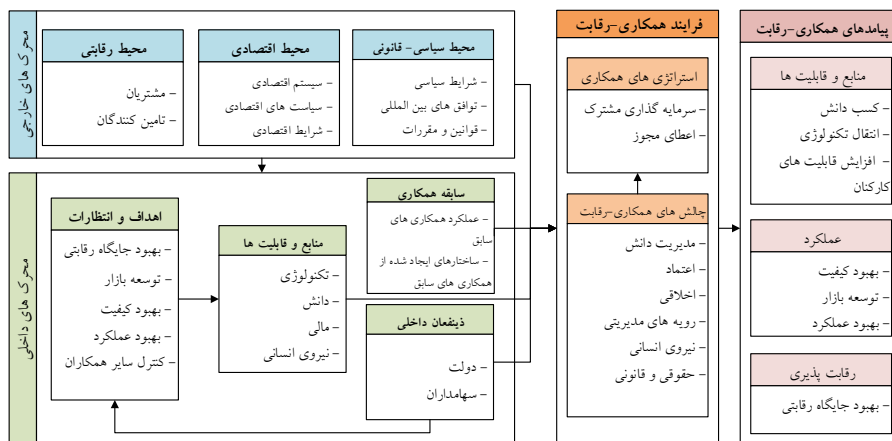 محرک های خارجی
محیط سیاسی- قانونی
– شرایط سیاسی
– توافق های بین المللی
– قوانین و مقررات
محیط اقتصادی
– سیستم اقتصادی
– سیاست های اقتصادی
– شرایط اقتصادی
محیط رقابتی
– مشتریان
– تامین کنندگان
محرک های داخلی
اهداف و انتظارات
– بهبود جایگاه رقابتی
– توسعه بازار
– بهبود کیفیت
– بهبود عملکرد
– کنترل سایر همکاران
منابع و قابلیت ها
– تکنولوژی
– دانش
– مالی
– نیروی انسانی
سابقه همکاری
– عملکرد همکاری های
سابق
– ساختارهای ایجاد شده از
همکاری های سابق
ذینفعان داخلی
– دولت
– سهامداران
فرایند همکاری-رقابت
استراتژی های همکاری
– سرمایه گذاری مشترک
– اعطای مجوز
چالش های همکاری-رقابت
– مدیریت دانش
– اعتماد
– اخلاقی
– رویه های مدیریتی
– نیروی انسانی
– حقوقی و قانونی
پیامدهای همکاری-رقابت
منابع و قابلیت ها
– کسب دانش
– انتقال تکنولوژی
– افزایش قابلیت های
کارکنان
عملکرد
– بهبود کیفیت
– توسعه بازار
– بهبود عملکرد
رقابت پذیری
– بهبود جایگاه رقابتی